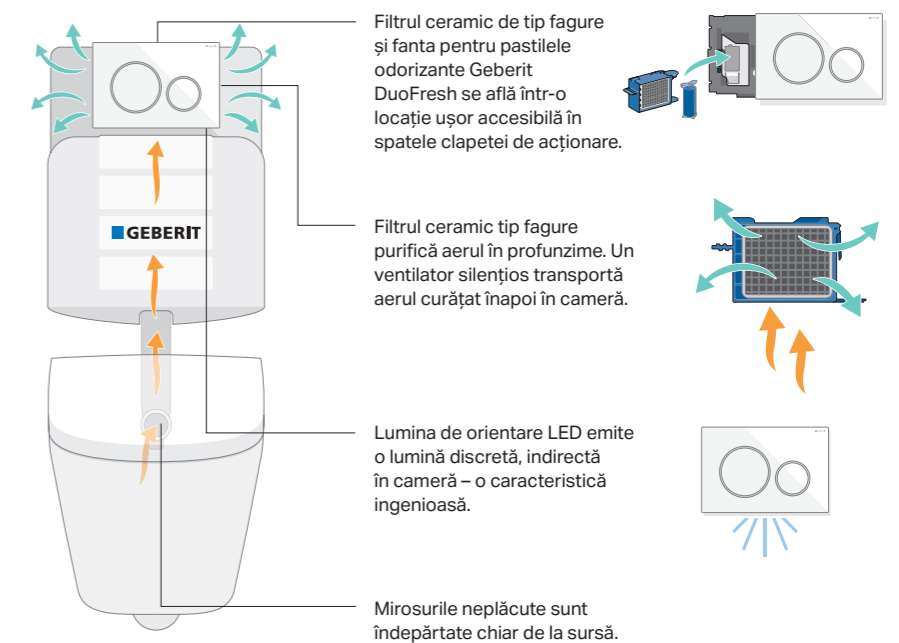 Filtrul ceramic de tip fagure
și fanta pentru pastilele
odorizante Geberit
DuoFresh se află într-o
locație ușor accesibilă în
spatele clapetei de acționare.
GEBERIT
Filtrul ceramic tip fagure
purifică aerul în profunzime. Un
ventilator silențios transportă
aerul curățat înapoi în cameră.
Lumina de orientare LED emite
o lumină discretă, indirectă
în cameră – o caracteristică
ingenioasă.
Mirosurile neplăcute sunt
îndepărtate chiar de la sursă.